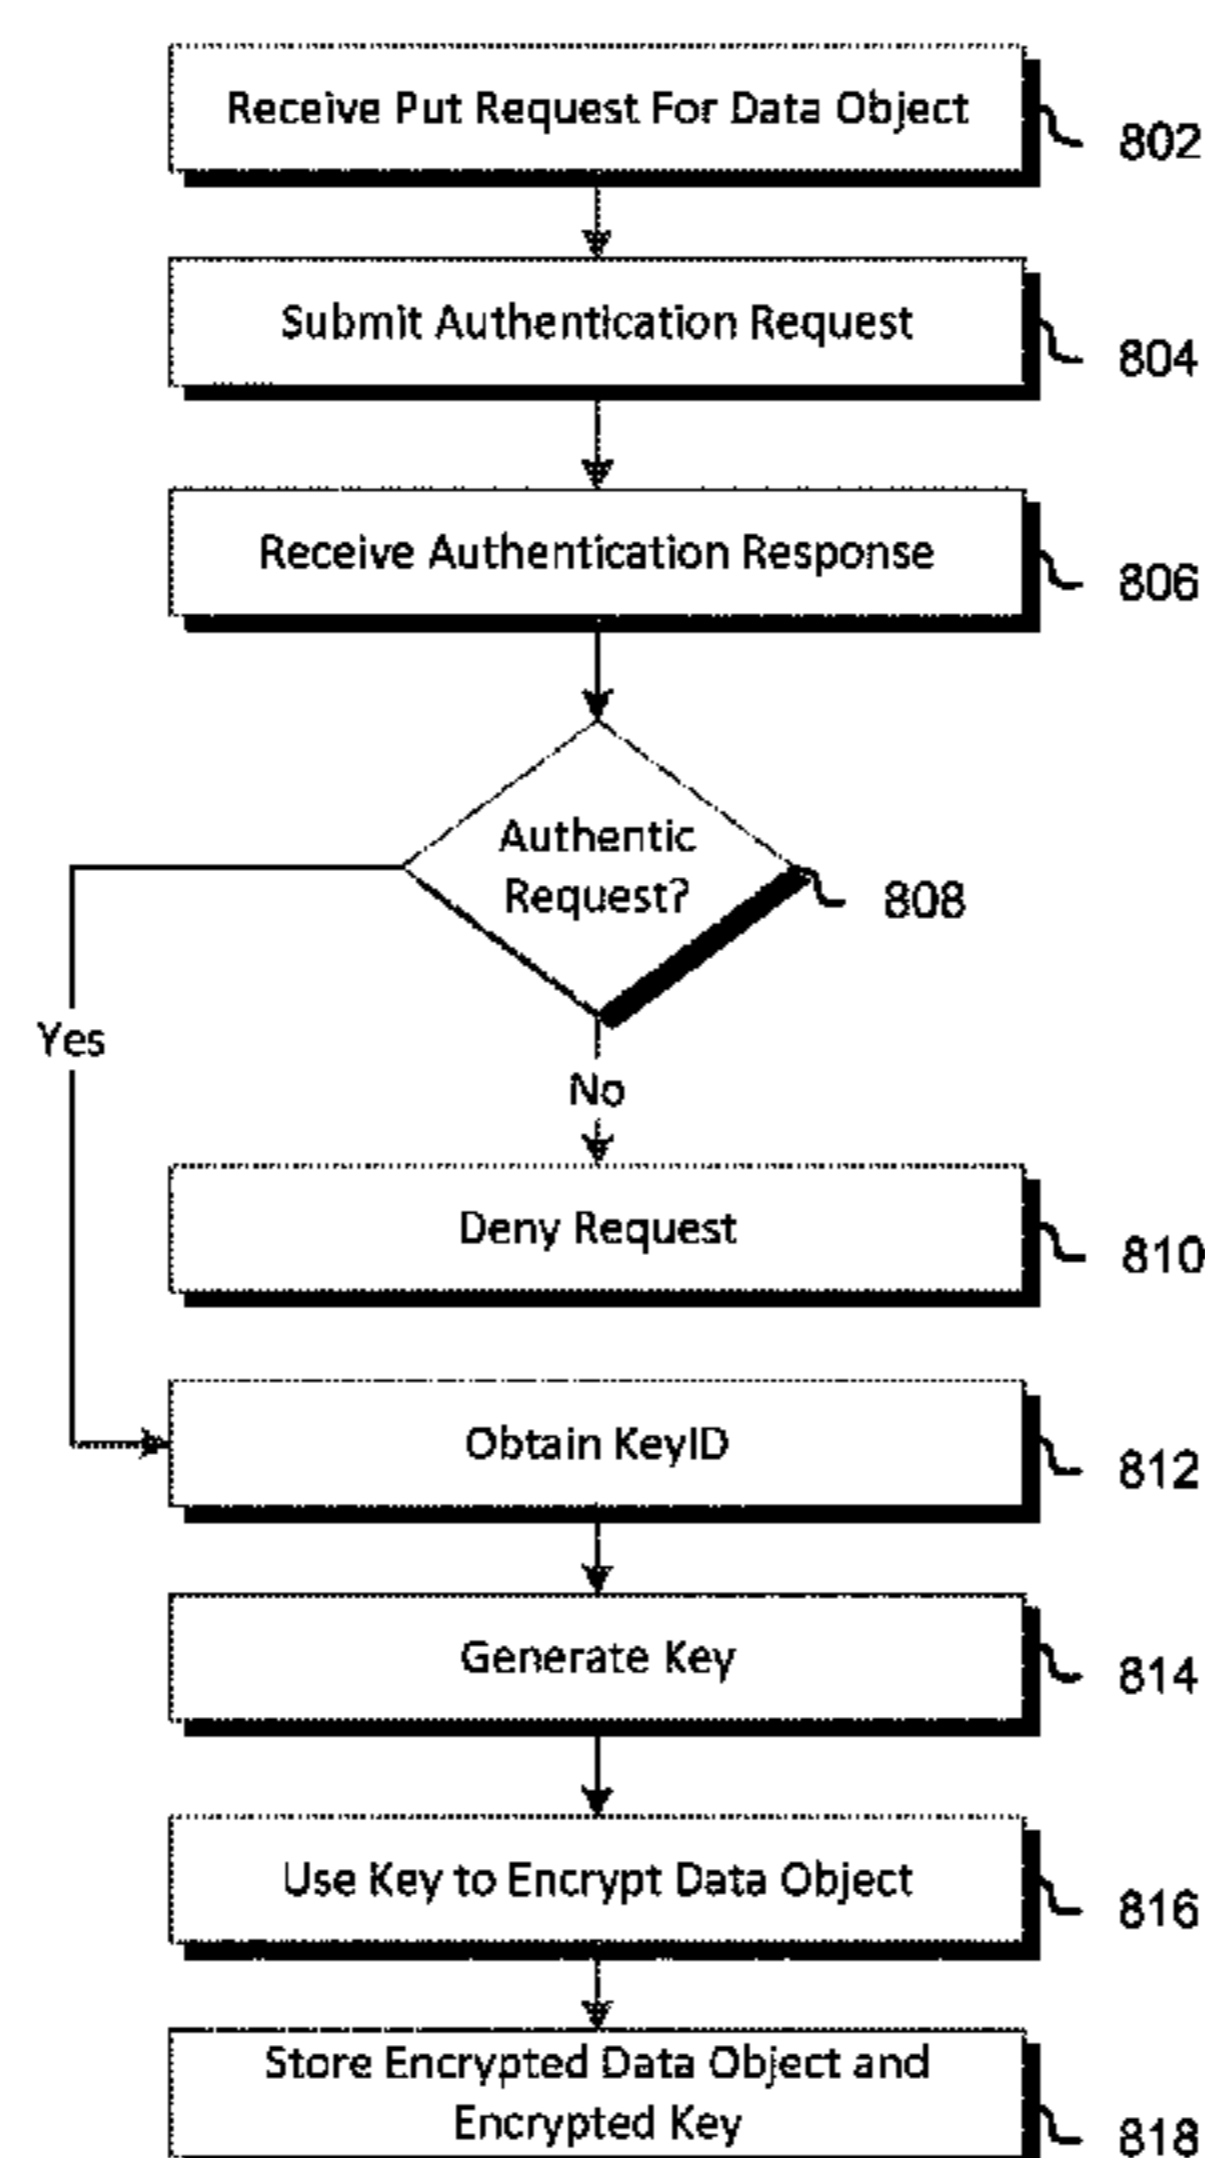 Receive Put Request For Data Object
802
Submit Authentication Request
804
Receive Authentication Response
806
Authentic
Request?
808
Yes
No
Deny Request
810
Obtain KeyID
812
Generate Key
814
Use Key to Encrypt Data Object
816
Store Encrypted Data Object and
Encrypted Key
818